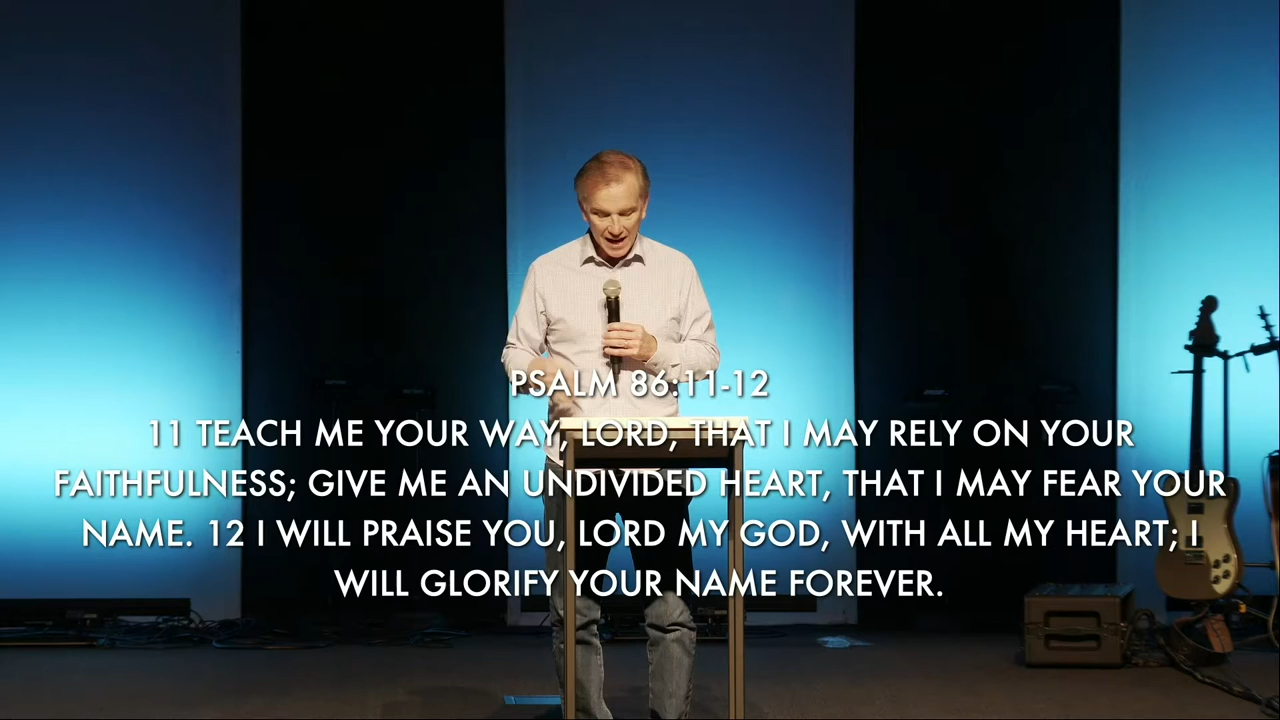 PSALM 86:11-12
11 TEACH ME YOUR WAY, LORD, THAT I MAY RELY ON YOUR
FAITHFULNESS; GIVE ME AN UNDIVIDED HEART, THAT I MAY FEAR YOUR
NAME. 12 I WILL PRAISE YOU, LORD MY GOD, WITH ALL MY HEART; I
WILL GLORIFY YOUR NAME FOREVER.